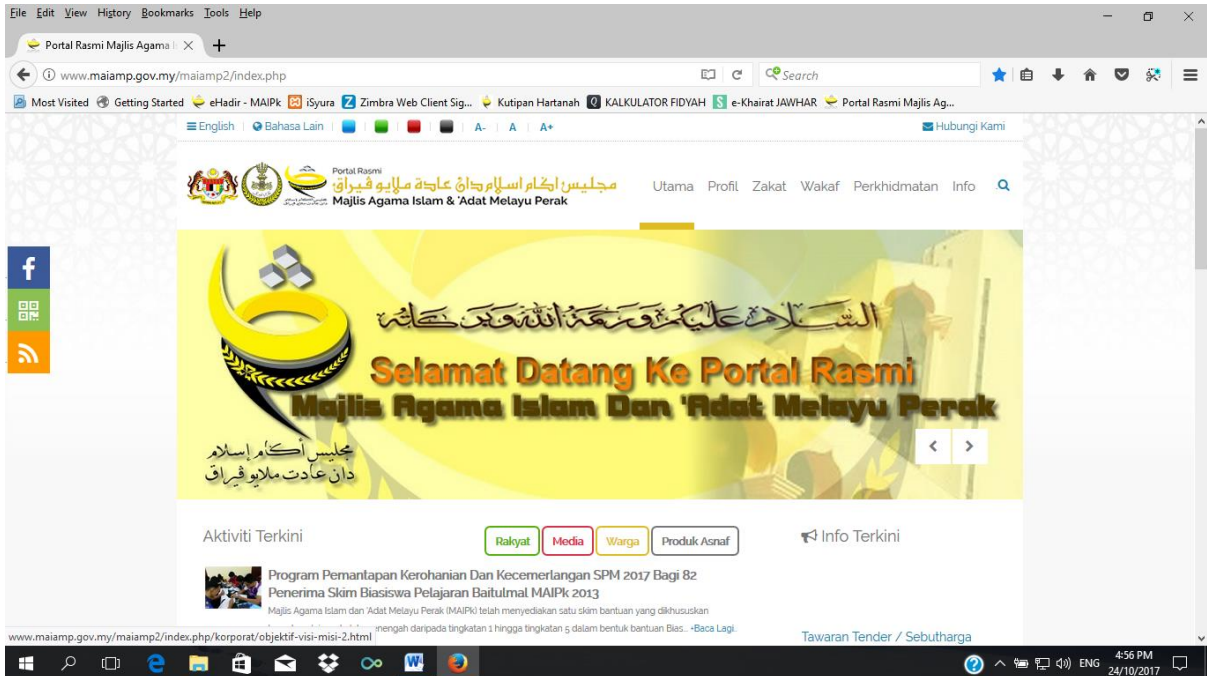 File Edit View History Bookmarks Tools Help
Portal Rasmi Majlis Agama I
www.maiamp.gov.my/maiamp2/index.php
Search
Most Visited Getting Started eHadir - MAIPk iSyura Zimbra Web Client Sig... Kutipan Hartanah KALKULATOR FIDYAH e-Khairat JAWHAR Portal Rasmi Majlis Ag...
English Bahasa Lain A- A A+ Hubungi Kami
Portal Rasmi
مجليس اݢام اسلام دان عادة ملايو ڤيراق
Majlis Agama Islam & 'Adat Melayu Perak
Utama Profil Zakat Wakaf Perkhidmatan Info
السلام عليكم ورحمة الله وبركاته
Selamat Datang Ke Portal Rasmi
Majlis Agama Islam Dan 'Adat Melayu Perak
مجليس اݢام إسلام
دان عادت ملايو ڤيراق
Aktiviti Terkini
Rakyat Media Warga Produk Asnaf
Info Terkini
Program Pemantapan Kerohanian Dan Kecemerlangan SPM 2017 Bagi 82
Penerima Skim Biasiswa Pelajaran Baitulmal MAIPk 2013
Majlis Agama Islam dan 'Adat Melayu Perak (MAIPk) telah menyediakan satu skim bantuan yang dikhususkan
menengah daripada tingkatan 1 hingga tingkatan 5 dalam bentuk bantuan Bias.. +Baca Lagi..
Tawaran Tender / Sebutharga
www.maiamp.gov.my/maiamp2/index.php/korporat/objektif-visi-misi-2.html
ENG
4:56 PM
24/10/2017